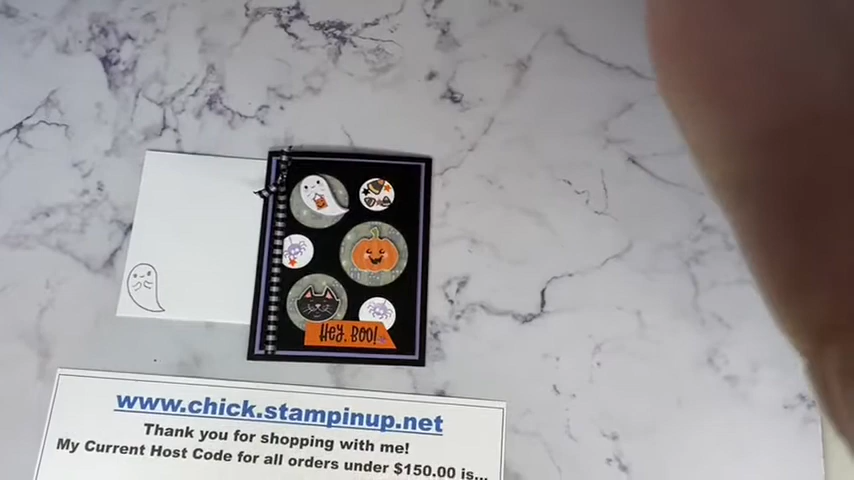 Hey, BOO!
www.chick.stampinup.net
Thank you for shopping with me!
My Current Host Code for all orders under $150.00 is...